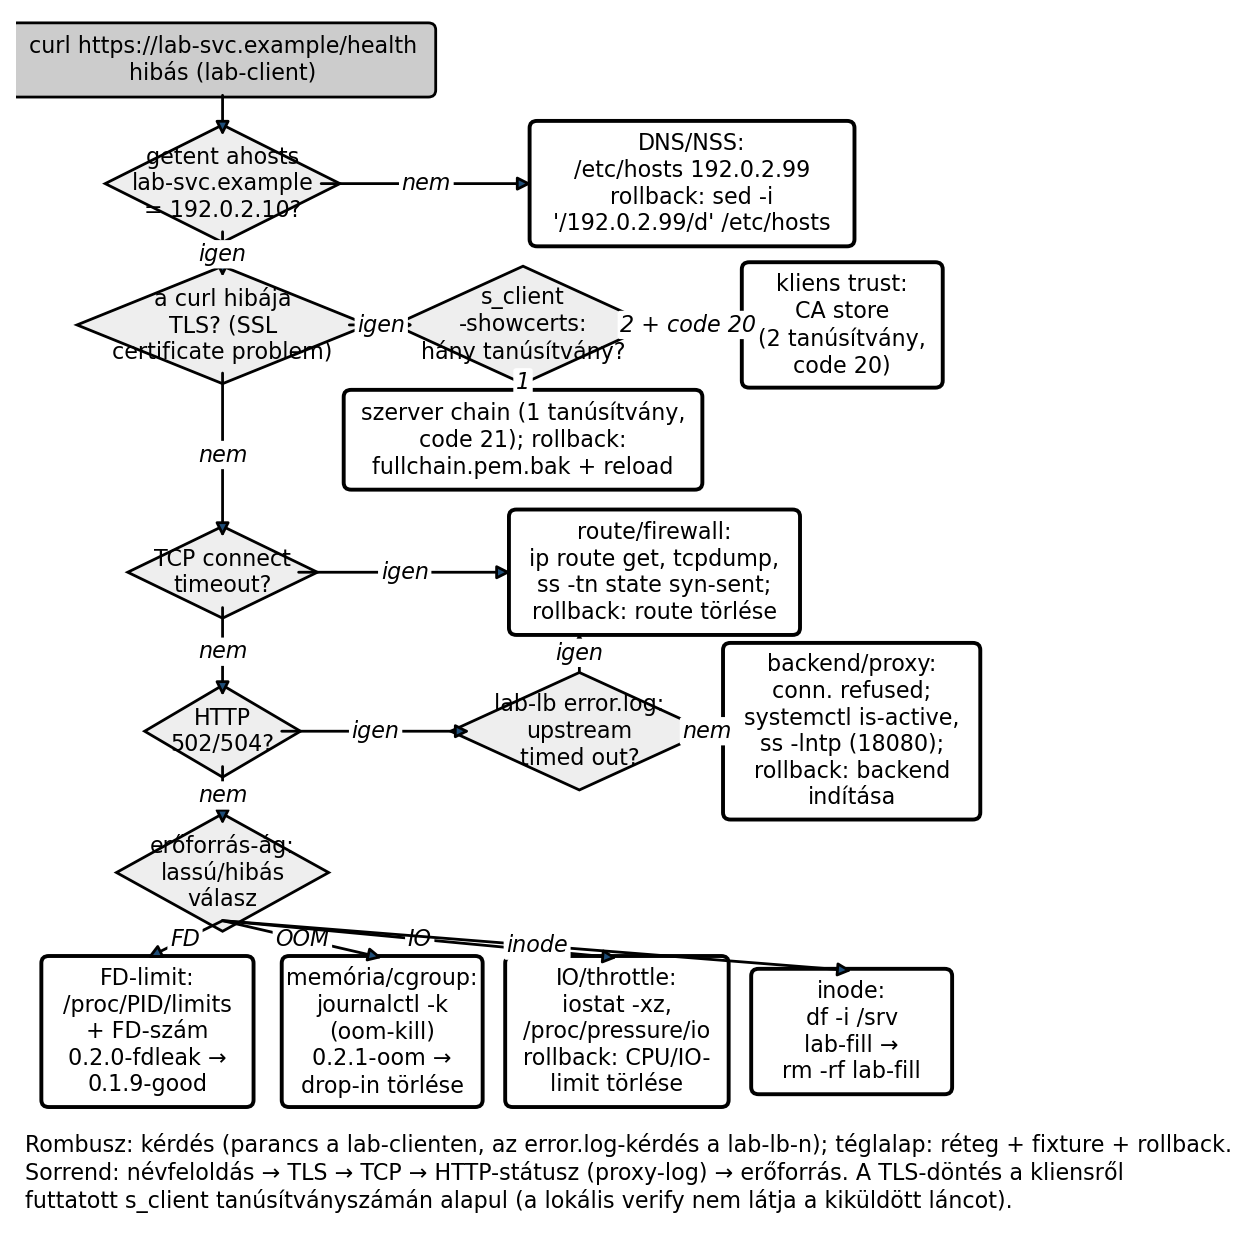 curl https://lab-svc.example/health
hibás (lab-client)
getent ahosts
lab-svc.example
= 192.0.2.10?
nem
DNS/NSS:
/etc/hosts 192.0.2.99
rollback: sed -i
'/192.0.2.99/d' /etc/hosts
igen
a curl hibája
TLS? (SSL
certificate problem)
igen
s_client
-showcerts:
hány tanúsítvány?
2 + code 20
kliens trust:
CA store
(2 tanúsítvány,
code 20)
1
szerver chain (1 tanúsítvány,
code 21); rollback:
fullchain.pem.bak + reload
nem
TCP connect
timeout?
igen
route/firewall:
ip route get, tcpdump,
ss -tn state syn-sent;
rollback: route törlése
nem
igen
HTTP
502/504?
igen
lab-lb error.log:
upstream
timed out?
nem
backend/proxy:
conn. refused;
systemctl is-active,
ss -lntp (18080);
rollback: backend
indítása
nem
erőforrás-ág:
lassú/hibás
válasz
FD
OOM
IO
inode
FD-limit:
/proc/PID/limits
+ FD-szám
0.2.0-fdleak →
0.1.9-good
memória/cgroup:
journalctl -k
(oom-kill)
0.2.1-oom →
drop-in törlése
IO/throttle:
iostat -xz,
/proc/pressure/io
rollback: CPU/IO-
limit törlése
inode:
df -i /srv
lab-fill →
rm -rf lab-fill
Rombusz: kérdés (parancs a lab-clienten, az error.log-kérdés a lab-lb-n); téglalap: réteg + fixture + rollback.
Sorrend: névfeloldás → TLS → TCP → HTTP-státusz (proxy-log) → erőforrás. A TLS-döntés a kliensről
futtatott s_client tanúsítványszámán alapul (a lokális verify nem látja a kiküldött láncot).